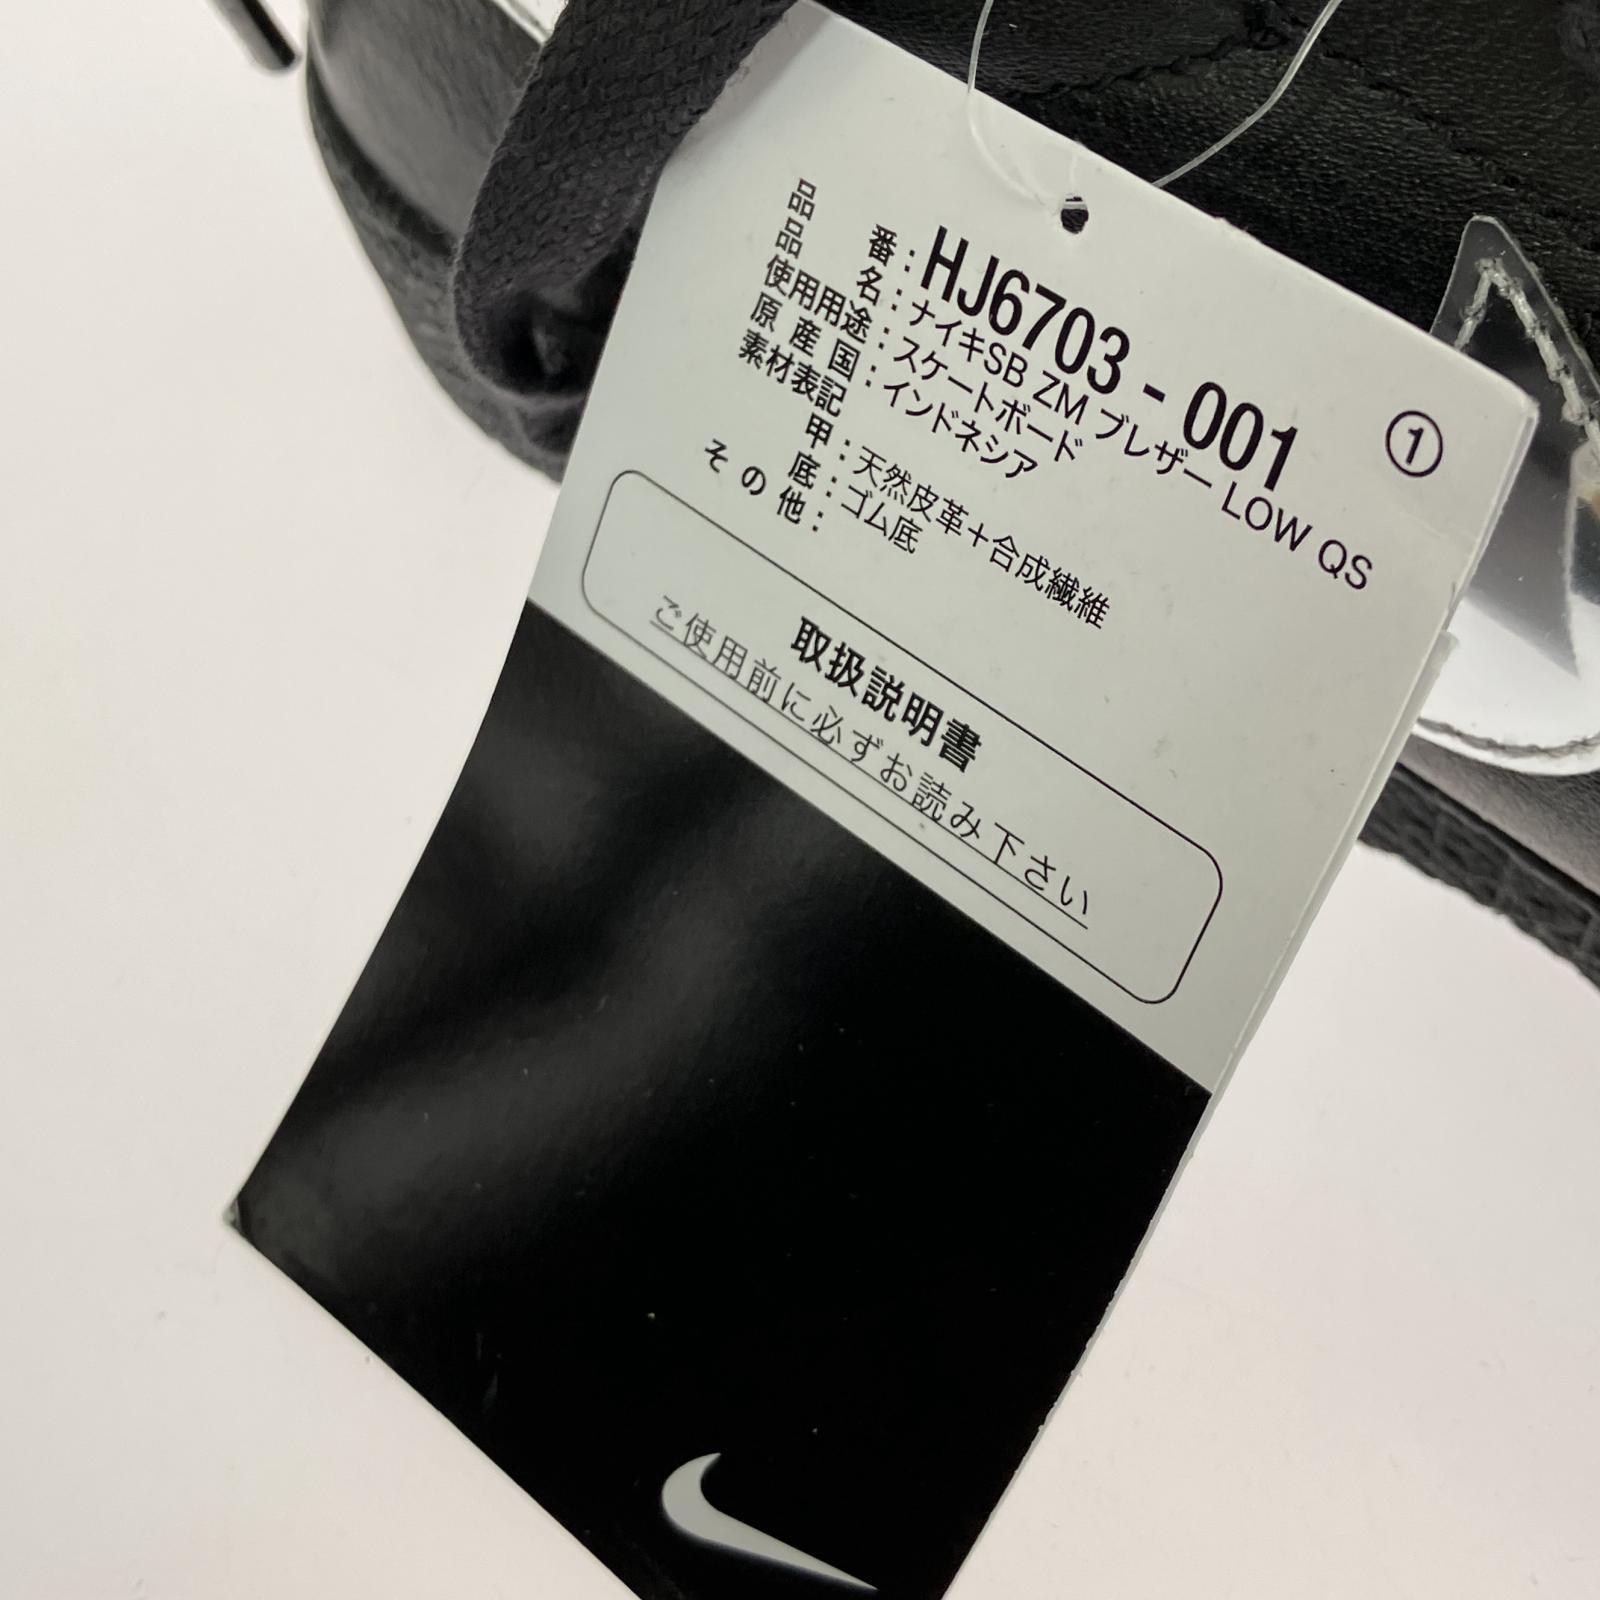 品番：HJ6703-001
①
品名：ナイキSB ZM ブレザー LOW QS
使用用途：スケートボード
原産国：インドネシア
素材表記
甲：天然皮革＋合成繊維
底：ゴム底
その他：
取扱説明書
ご使用前に必ずお読み下さい